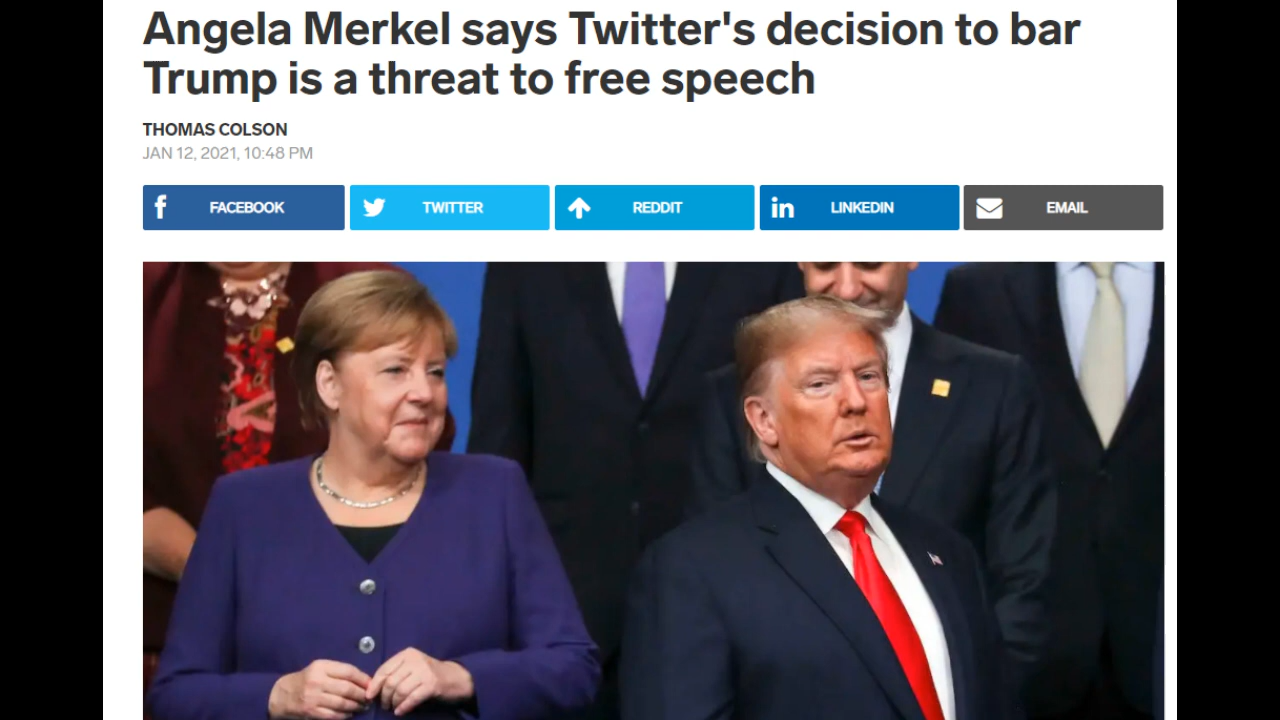 Angela Merkel says Twitter's decision to bar
Trump is a threat to free speech
THOMAS COLSON
JAN 12, 2021, 10:48 PM
FACEBOOK
TWITTER
REDDIT
LINKEDIN
EMAIL